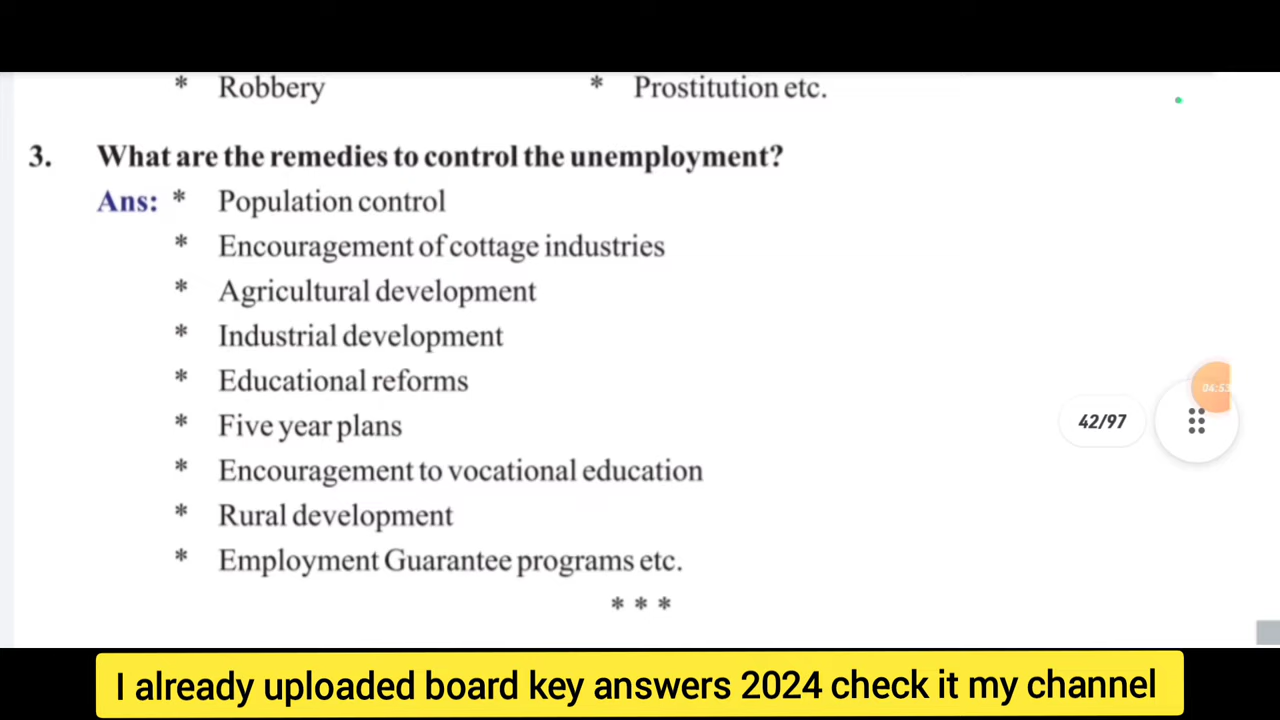 * Robbery * Prostitution etc.
3. What are the remedies to control the unemployment?
Ans: * Population control
* Encouragement of cottage industries
* Agricultural development
* Industrial development
* Educational reforms
* Five year plans
* Encouragement to vocational education
* Rural development
* Employment Guarantee programs etc.
* * *
04:53
42/97
I already uploaded board key answers 2024 check it my channel